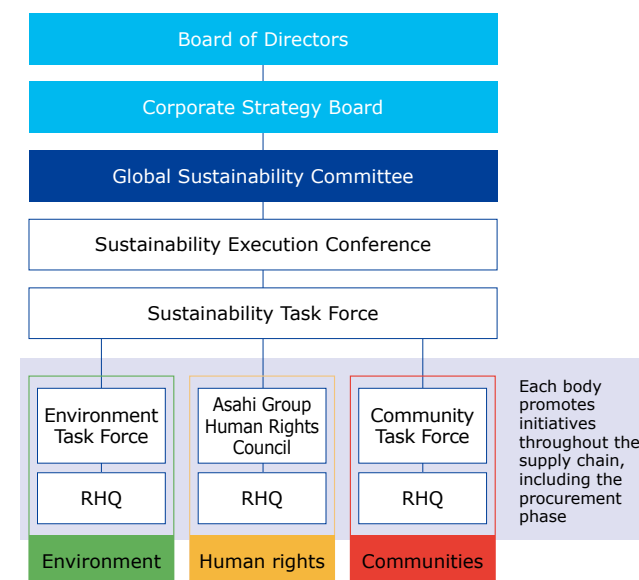 Board of Directors
Corporate Strategy Board
Global Sustainability Committee
Sustainability Execution Conference
Sustainability Task Force
Environment
Task Force
RHQ
Environment
Asahi Group
Human Rights
Council
RHQ
Human rights
Community
Task Force
RHQ
Communities
Each body
promotes
initiatives
throughout the
supply chain,
including the
procurement
phase